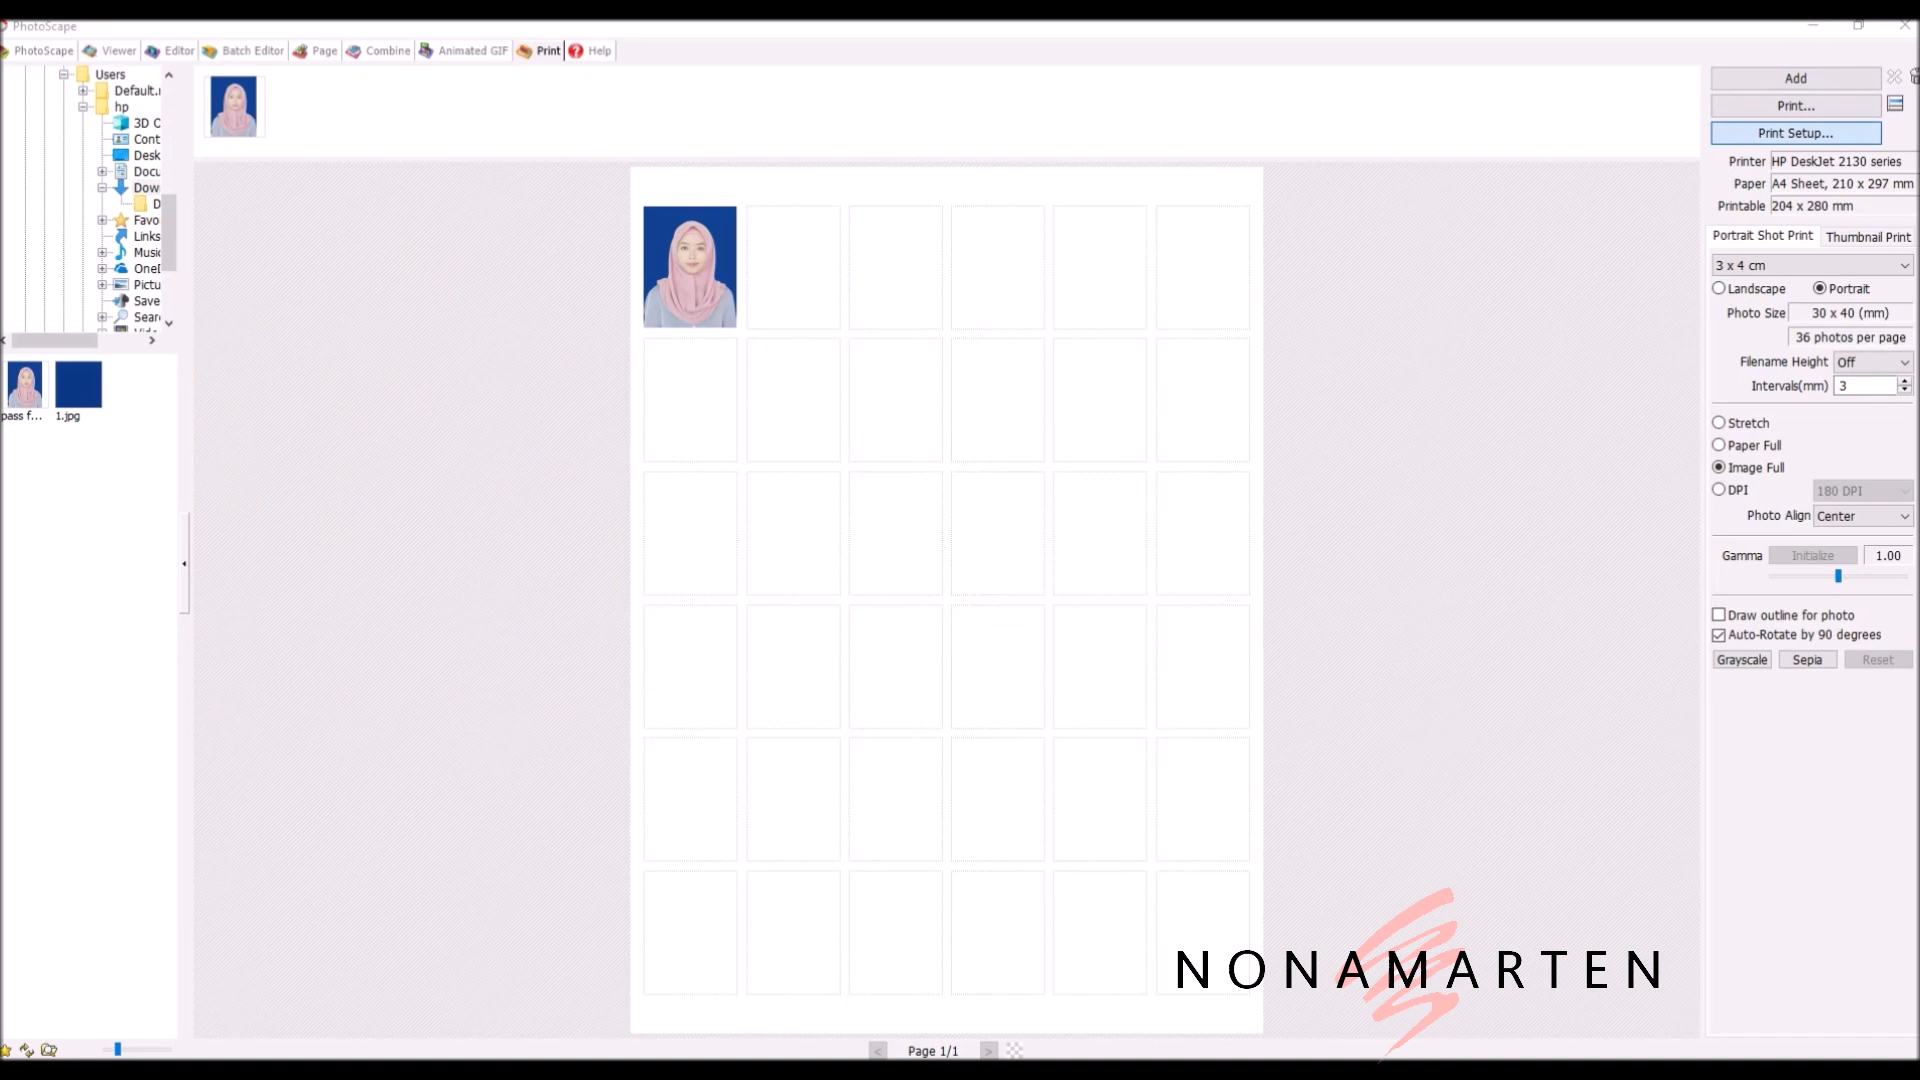 PhotoScape
PhotoScape Viewer Editor Batch Editor Page Combine Animated GIF Print Help
Users
Default.r
hp
3D O
Cont
Desk
Docu
Dow
D
Favo
Links
Music
OneD
Pictu
Save
Sear
pass f... 1.jpg
Add
Print...
Print Setup...
Printer HP DeskJet 2130 series
Paper A4 Sheet, 210 x 297 mm
Printable 204 x 280 mm
Portrait Shot Print Thumbnail Print
3 x 4 cm
Landscape Portrait
Photo Size 30 x 40 (mm)
36 photos per page
Filename Height Off
Intervals(mm) 3
Stretch
Paper Full
Image Full
DPI 180 DPI
Photo Align Center
Gamma Initialize 1.00
Draw outline for photo
Auto-Rotate by 90 degrees
Grayscale Sepia Reset
NONAMARTEN
< Page 1/1 >